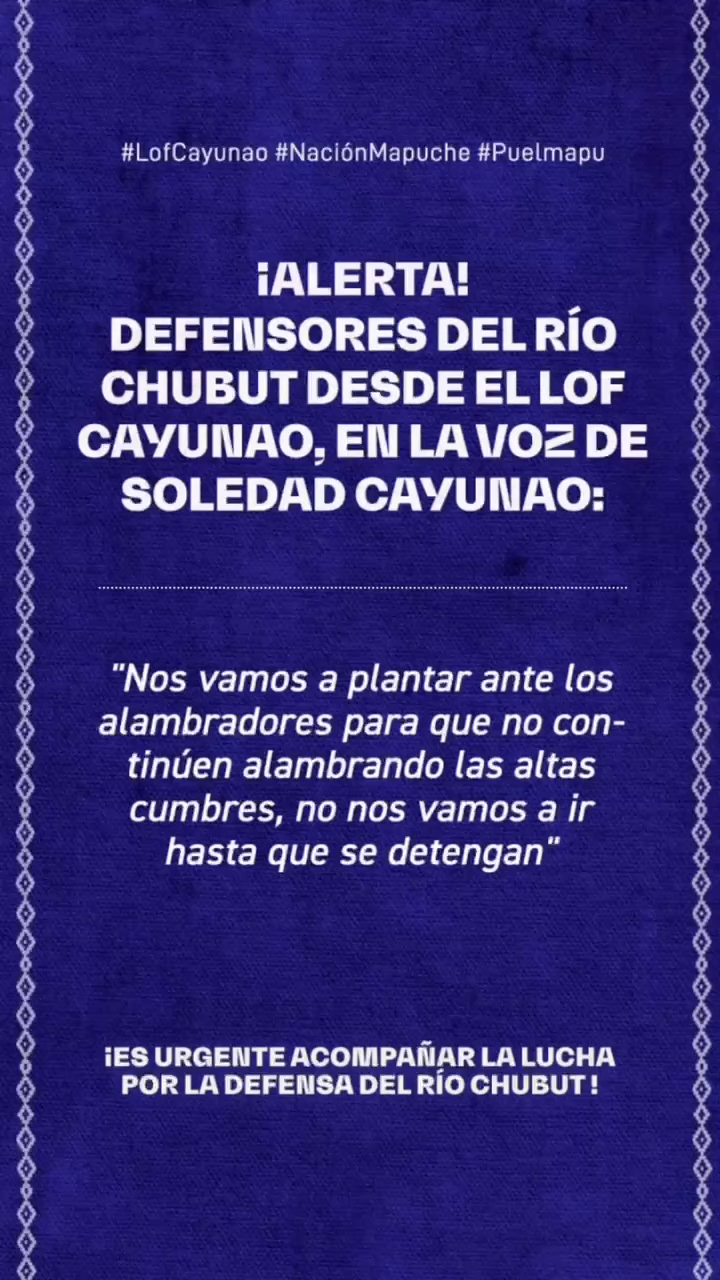 #LofCayunao #NaciónMapuche #Puelmapu
¡ALERTA!
DEFENSORES DEL RÍO
CHUBUT DESDE EL LOF
CAYUNAO, EN LA VOZ DE
SOLEDAD CAYUNAO:
"Nos vamos a plantar ante los
alambradores para que no con-
tinúen alambrando las altas
cumbres, no nos vamos a ir
hasta que se detengan"
¡ES URGENTE ACOMPAÑAR LA LUCHA
POR LA DEFENSA DEL RÍO CHUBUT !